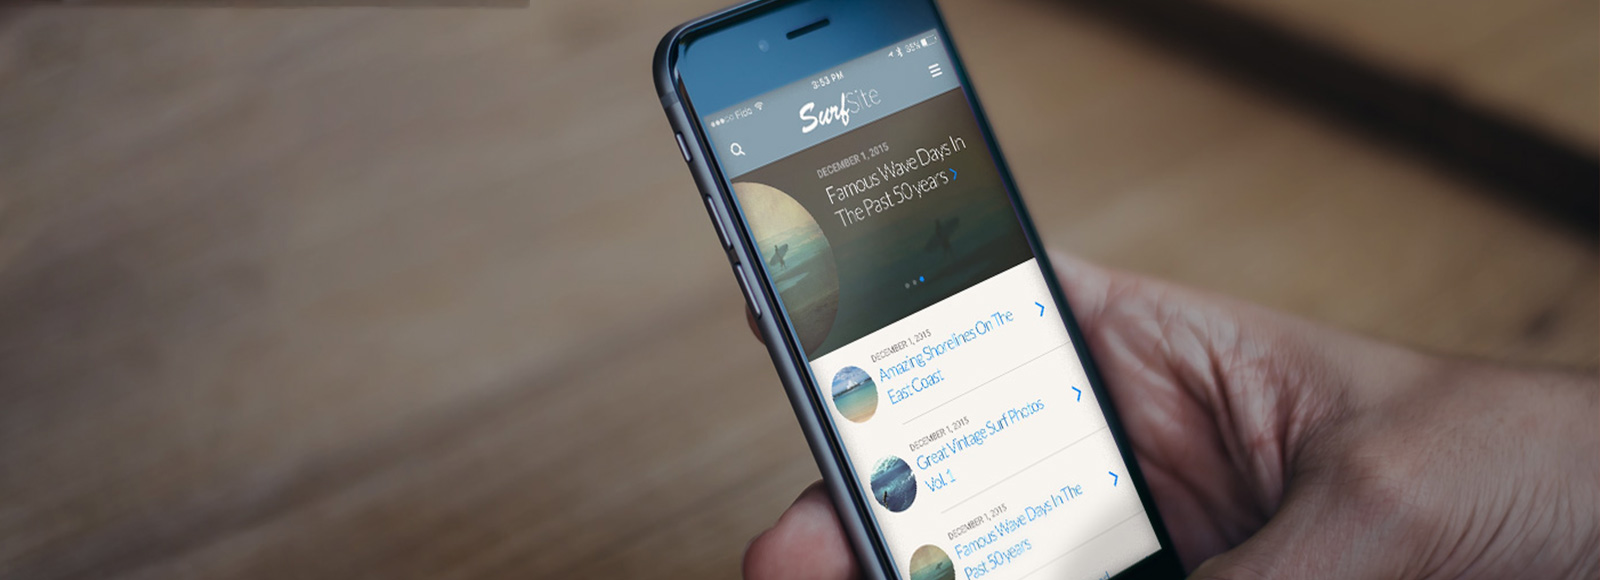 Fido
3:53 PM
35%
SurfSite
DECEMBER 1, 2015
Famous Wave Days In
The Past 50 years
DECEMBER 1, 2015
Amazing Shorelines On The
East Coast
DECEMBER 1, 2015
Great Vintage Surf Photos
Vol. 1
DECEMBER 1, 2015
Famous Wave Days In The
Past 50 years